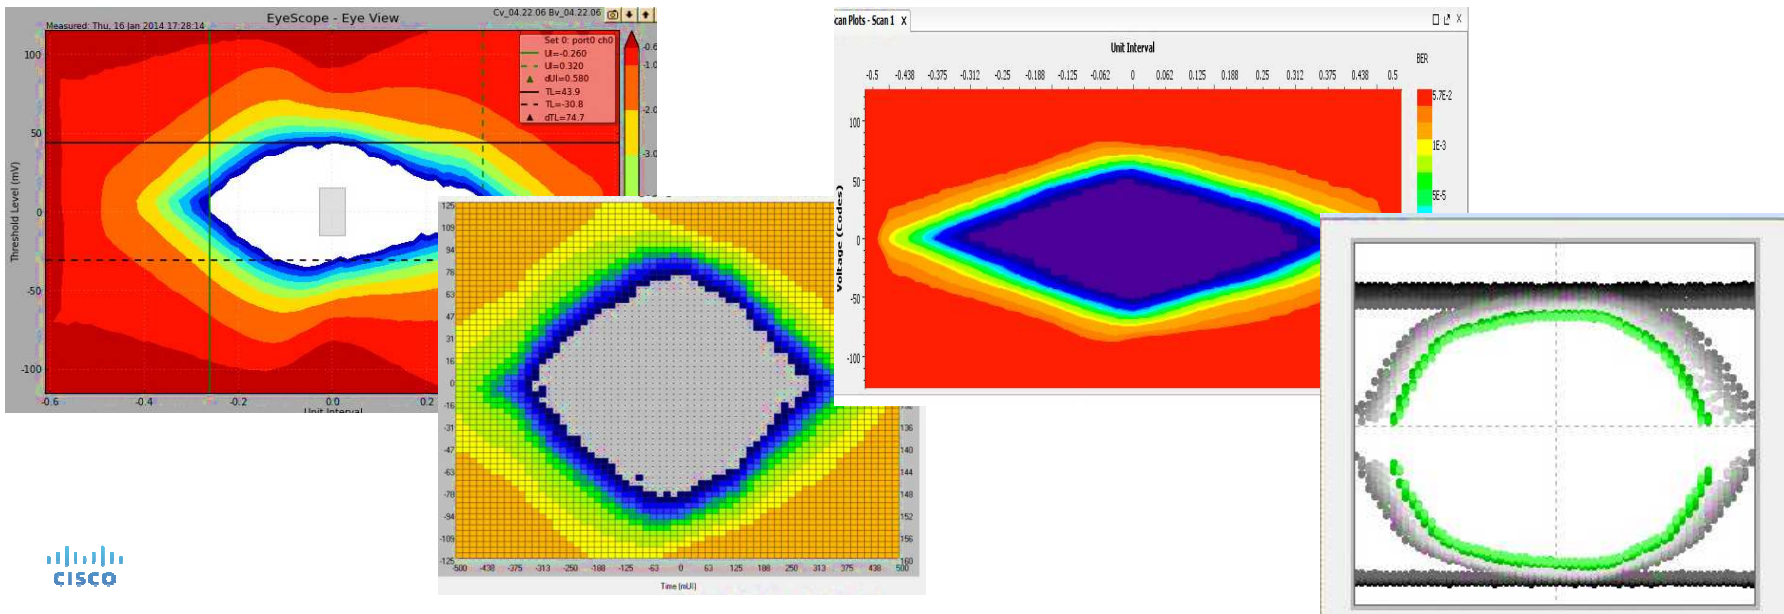 EyeScope - Eye View
Cv_04.22.06 Bv_04.22.06
Measured: Thu, 16 Jan 2014 17:28:14
Set 0: port0 ch0
UI=-0.260
UI=0.320
dUI=0.580
TL=43.9
TL=-30.8
dTL=74.7
-1.0
-2.0
-3.0
Threshold Level (mV)
100
50
0
-50
-100
-0.6
-0.4
-0.2
0.0
0.2
Unit Interval
125
109
94
78
63
47
31
16
0
-16
-31
-47
-63
-78
-94
-109
-125
136
140
144
148
152
156
160
-500 -438 -375 -313 -250 -188 -125 -63 0 63 125 188 250 313 375 438 500
Time (mUI)
can Plots - Scan 1 X
Unit Interval
BER
-0.5 -0.438 -0.375 -0.312 -0.25 -0.188 -0.125 -0.062 0 0.062 0.125 0.188 0.25 0.312 0.375 0.438 0.5
5.7E-2
1E-3
5E-5
Voltage (Codes)
100
50
0
-50
-100
CISCO